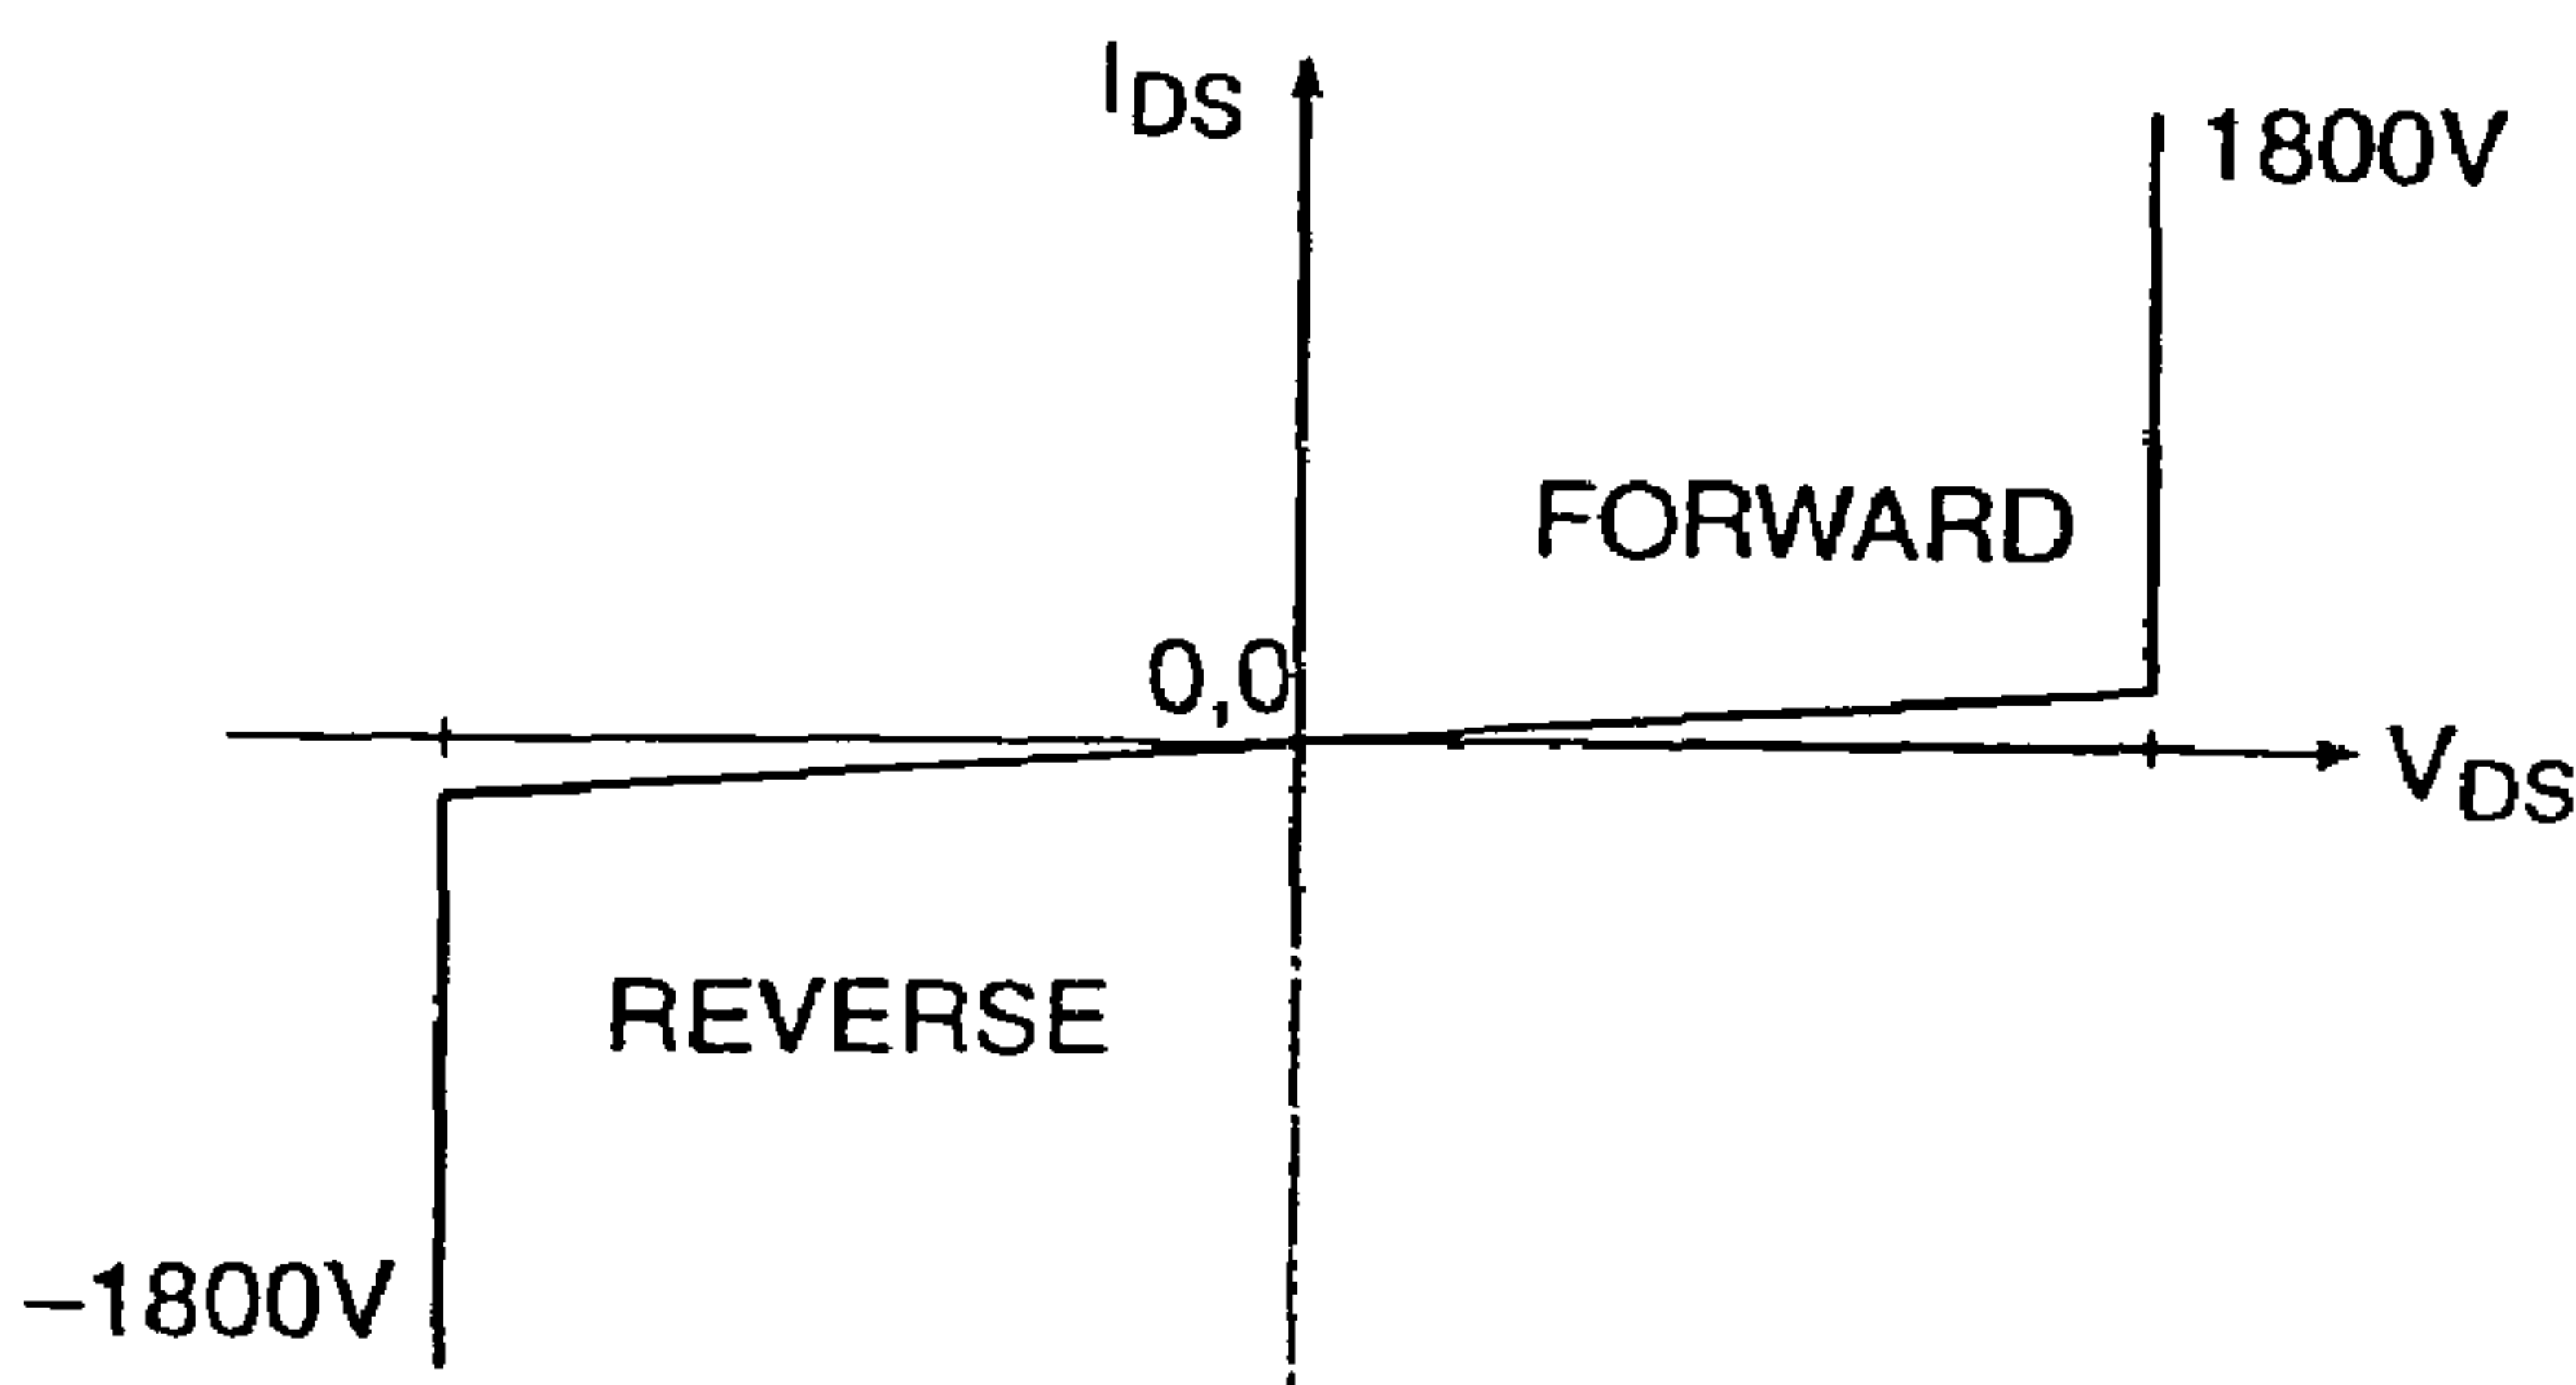 I_DS
1800V
FORWARD
0,0
V_DS
REVERSE
–1800V